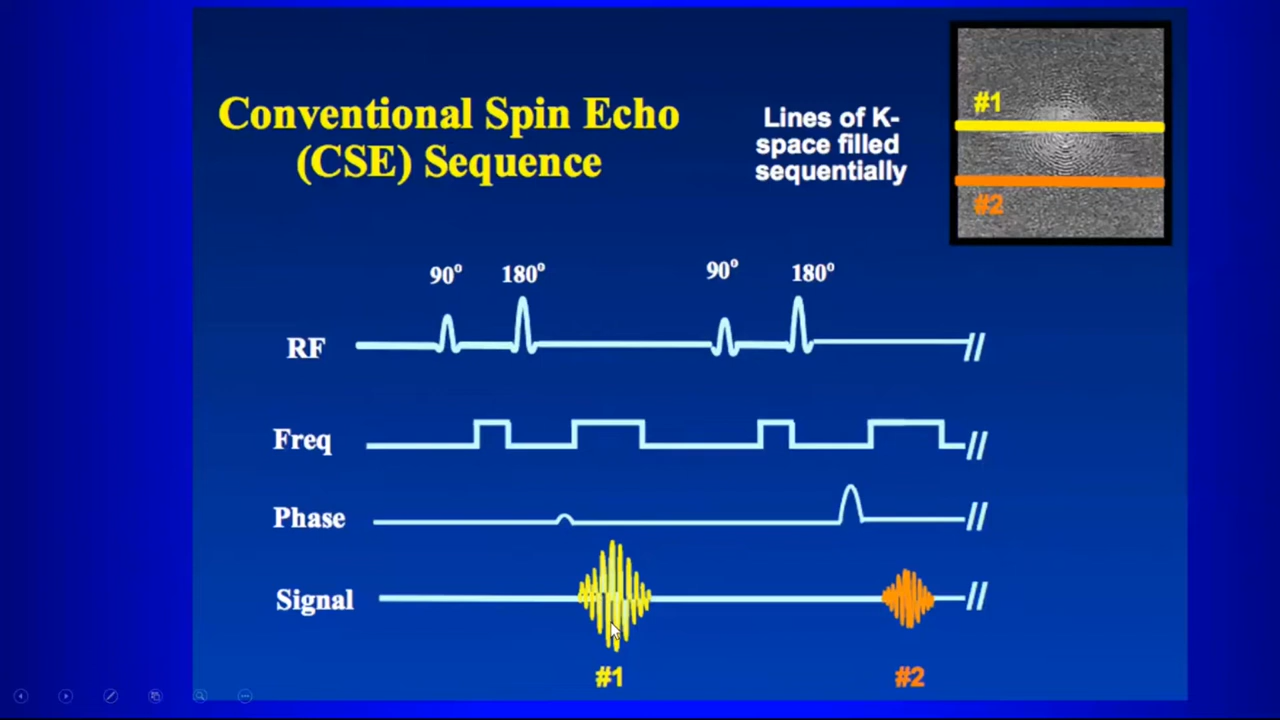 Conventional Spin Echo
(CSE) Sequence
Lines of K-
space filled
sequentially
#1
#2
90° 180° 90° 180°
RF
Freq
Phase
Signal
#1 #2